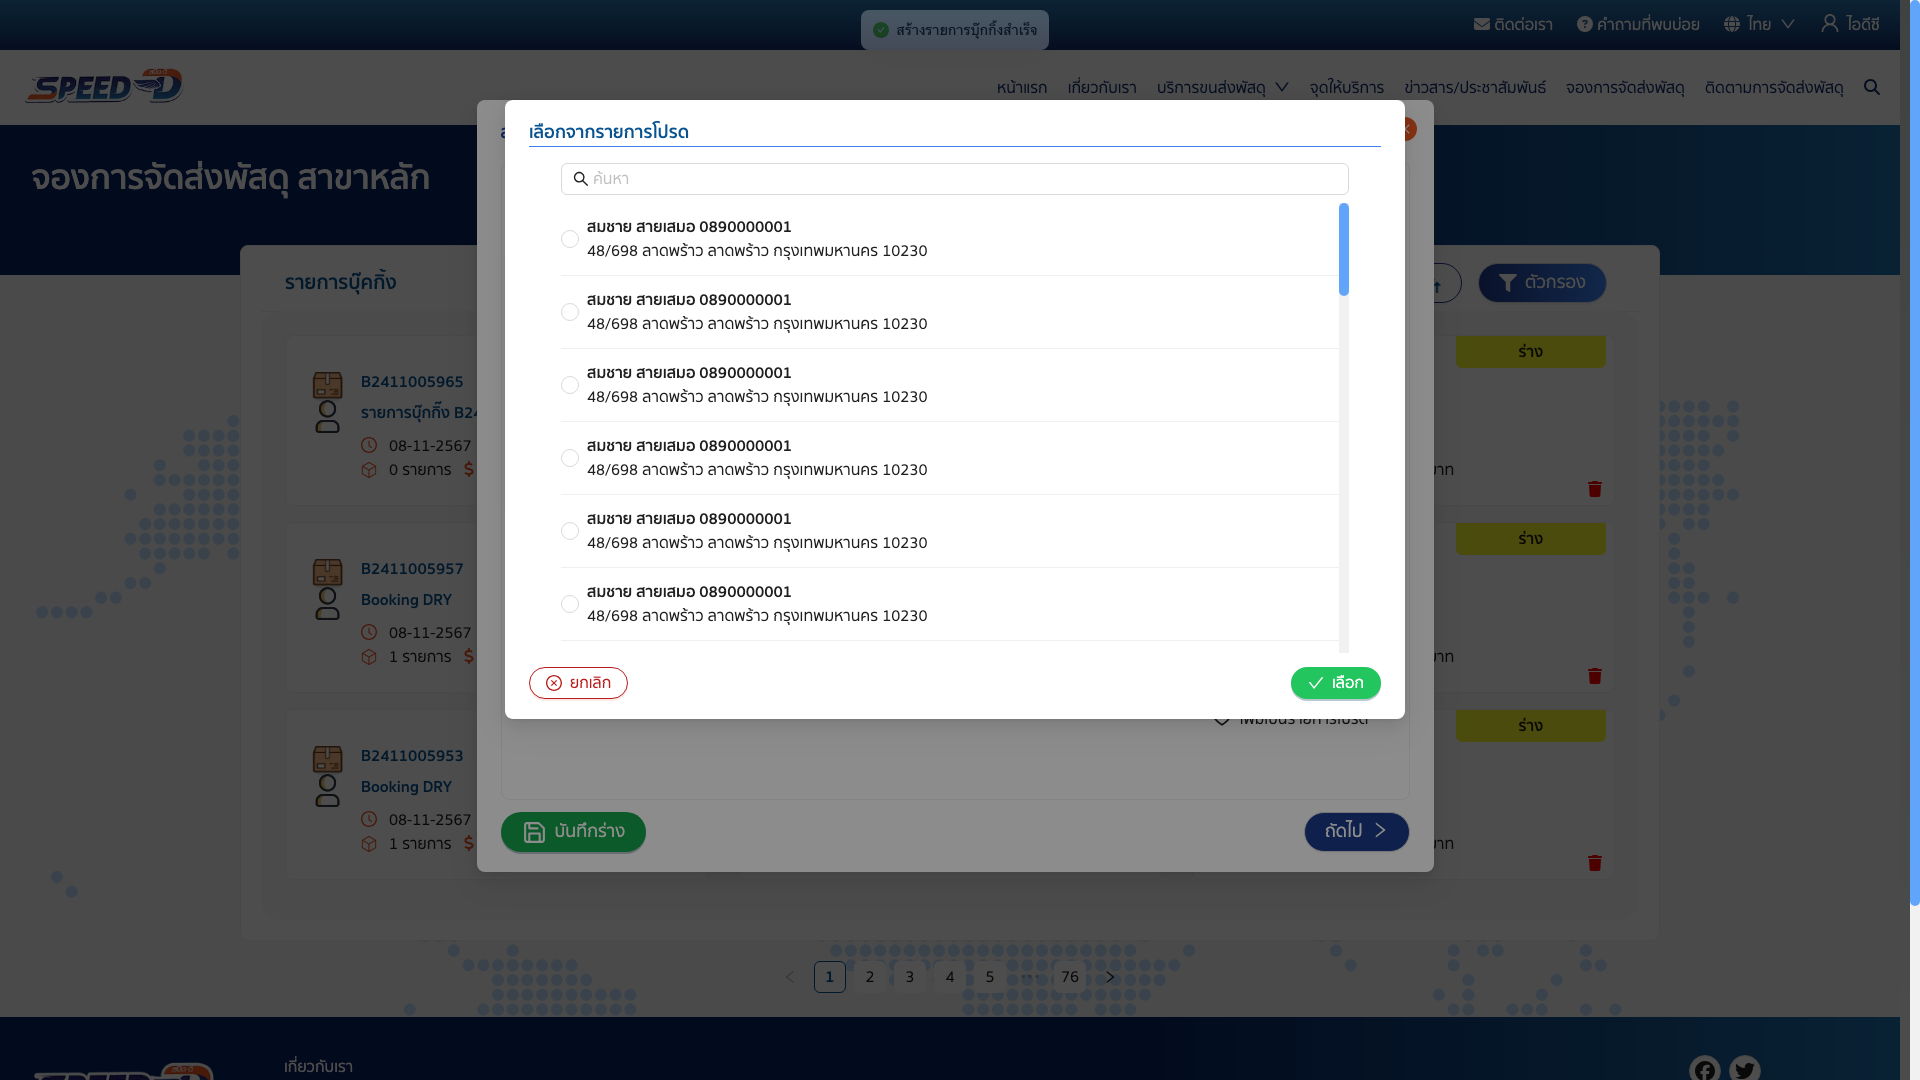 สร้างรายการบุ๊กกิ้งสำเร็จ
ติดต่อเรา
คำถามที่พบบ่อย
ไทย
ไอดีซี
SPEED-D
หน้าแรก
เกี่ยวกับเรา
บริการขนส่งพัสดุ
จุดให้บริการ
ข่าวสาร/ประชาสัมพันธ์
จองการจัดส่งพัสดุ
ติดตามการจัดส่งพัสดุ
จองการจัดส่งพัสดุ สาขาหลัก
เลือกจากรายการโปรด
ค้นหา
สมชาย สายเสมอ 0890000001
48/698 ลาดพร้าว ลาดพร้าว กรุงเทพมหานคร 10230
สมชาย สายเสมอ 0890000001
48/698 ลาดพร้าว ลาดพร้าว กรุงเทพมหานคร 10230
สมชาย สายเสมอ 0890000001
48/698 ลาดพร้าว ลาดพร้าว กรุงเทพมหานคร 10230
สมชาย สายเสมอ 0890000001
48/698 ลาดพร้าว ลาดพร้าว กรุงเทพมหานคร 10230
สมชาย สายเสมอ 0890000001
48/698 ลาดพร้าว ลาดพร้าว กรุงเทพมหานคร 10230
สมชาย สายเสมอ 0890000001
48/698 ลาดพร้าว ลาดพร้าว กรุงเทพมหานคร 10230
ยกเลิก
เลือก
เพิ่มเป็นรายการโปรด
บันทึกร่าง
ถัดไป
รายการบุ๊คกิ้ง
ตัวกรอง
B2411005965
รายการบุ๊กกิ้ง B24
08-11-2567
0 รายการ
ร่าง
บาท
B2411005957
Booking DRY
08-11-2567
1 รายการ
ร่าง
บาท
B2411005953
Booking DRY
08-11-2567
1 รายการ
ร่าง
บาท
1 2 3 4 5 ••• 76
เกี่ยวกับเรา